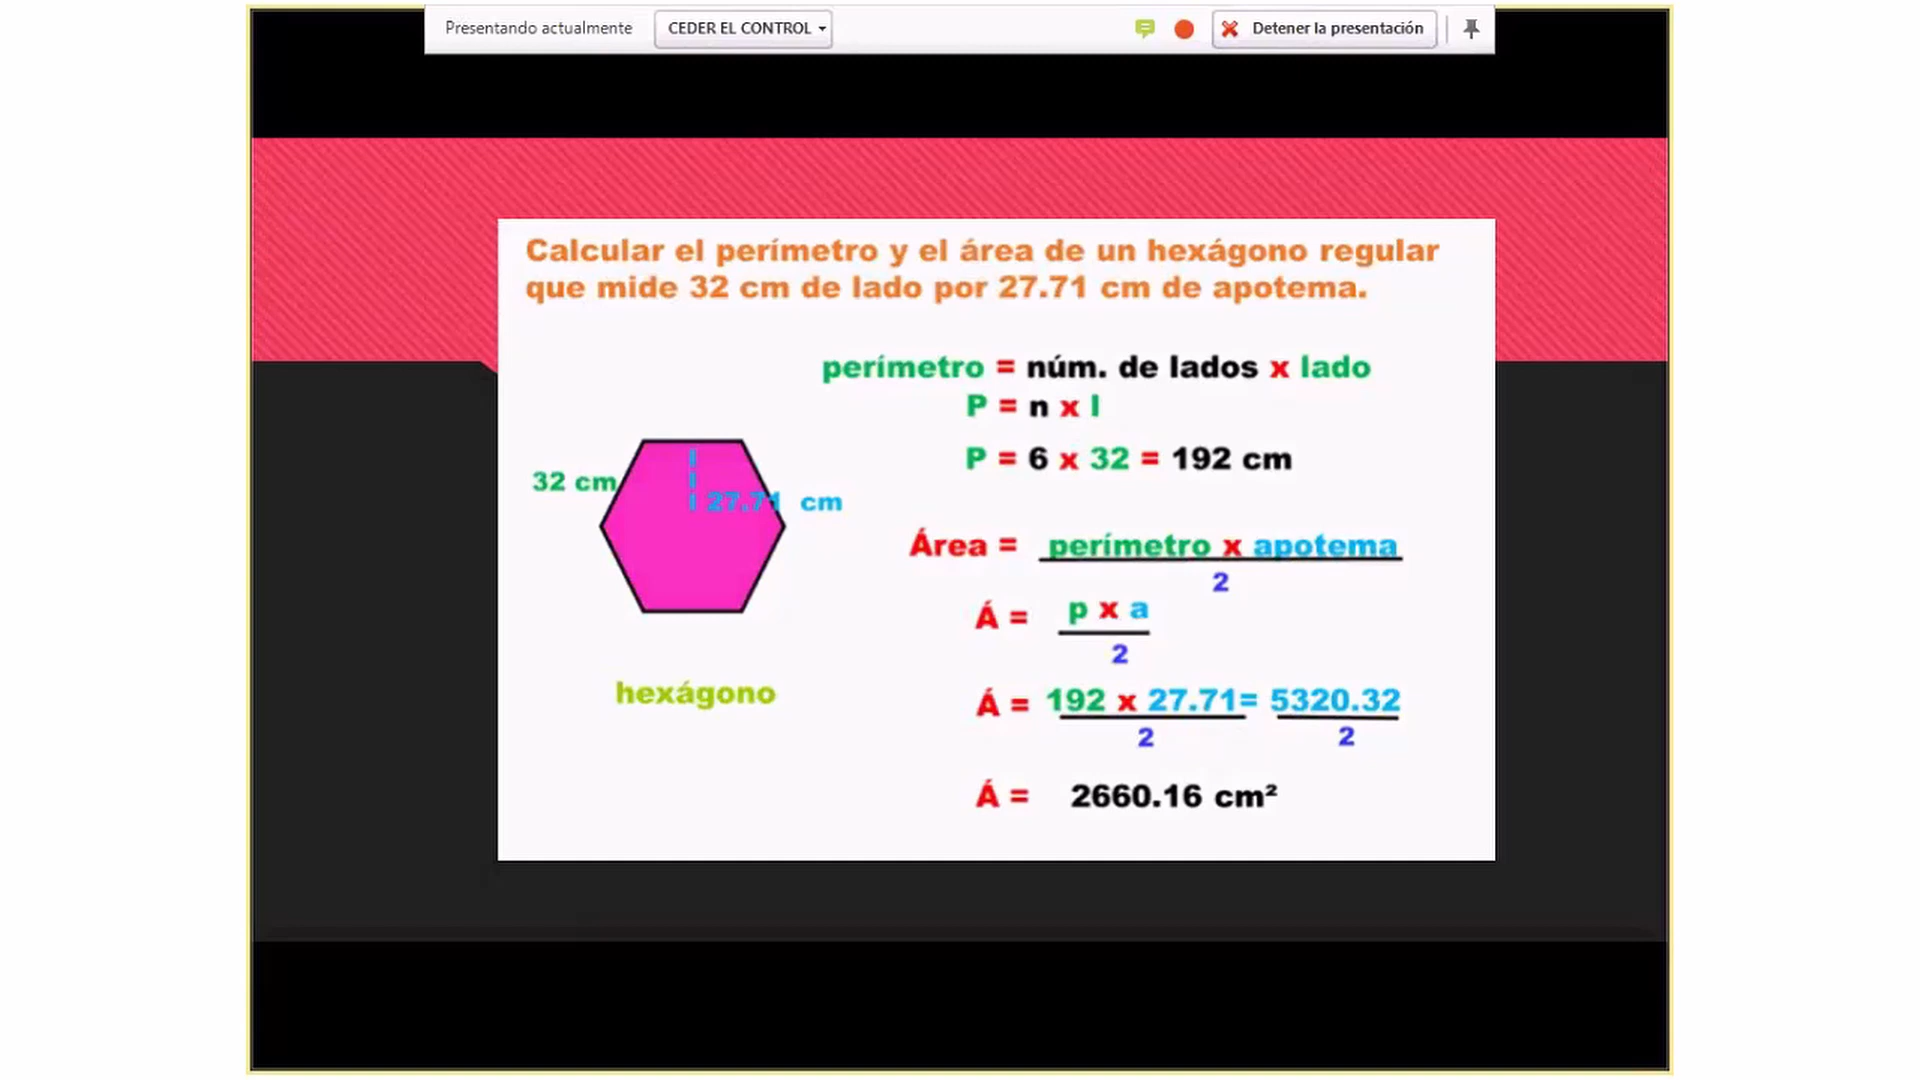 Presentando actualmente CEDER EL CONTROL Detener la presentación
Calcular el perímetro y el área de un hexágono regular
que mide 32 cm de lado por 27.71 cm de apotema.
perímetro = núm. de lados x lado
P = n x l
P = 6 x 32 = 192 cm
32 cm
27.71 cm
hexágono
Área = perímetro x apotema
2
Á = p x a
2
Á = 192 x 27.71= 5320.32
2 2
Á = 2660.16 cm²